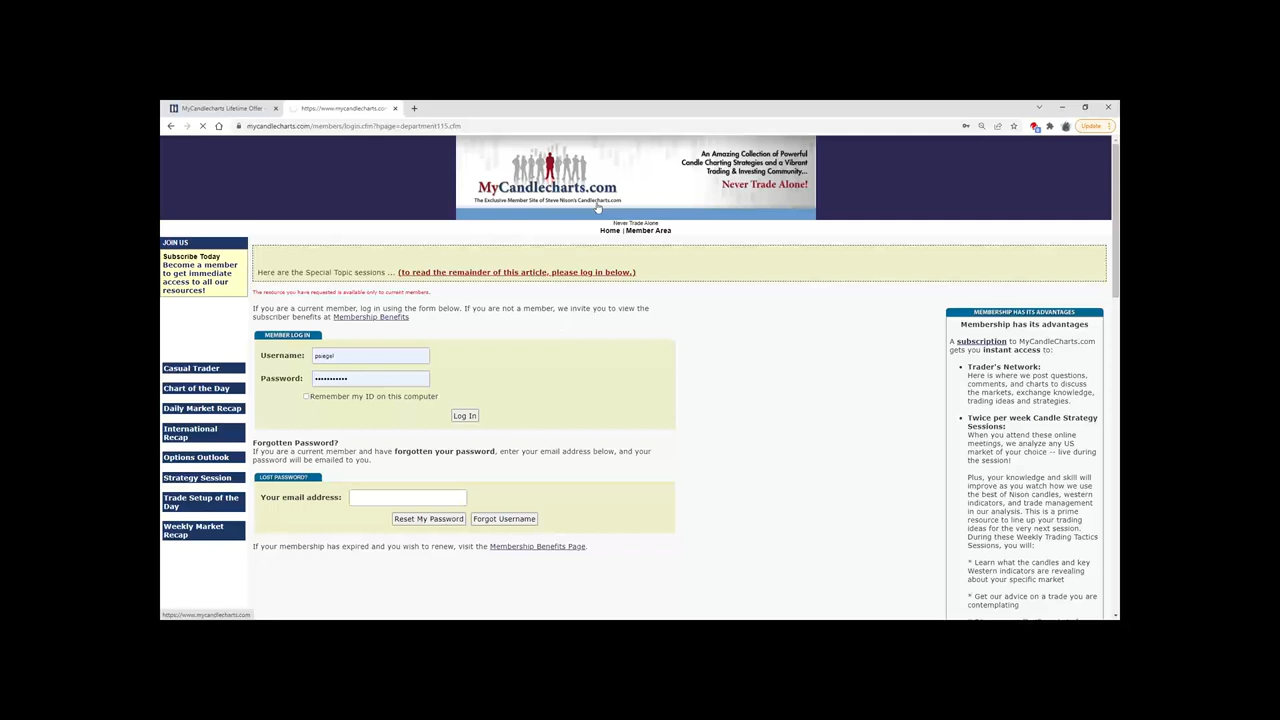 MyCandlecharts Lifetime Offer
https://www.mycandlecharts.co
mycandlecharts.com/members/login.cfm?hpage=department115.cfm
Update
MyCandlecharts.com
The Exclusive Member Site of Steve Nison's Candlecharts.com
An Amazing Collection of Powerful
Candle Charting Strategies and a Vibrant
Trading & Investing Community...
Never Trade Alone!
Never Trade Alone
Home | Member Area
JOIN US
Subscribe Today
Become a member
to get immediate
access to all our
resources!
Casual Trader
Chart of the Day
Daily Market Recap
International
Recap
Options Outlook
Strategy Session
Trade Setup of the
Day
Weekly Market
Recap
Here are the Special Topic sessions ... (to read the remainder of this article, please log in below.)
The resource you have requested is available only to current members.
If you are a current member, log in using the form below. If you are not a member, we invite you to view the
subscriber benefits at Membership Benefits
MEMBER LOG IN
Username: psiegel
Password: •••••••••••
Remember my ID on this computer
Log In
Forgotten Password?
If you are a current member and have forgotten your password, enter your email address below, and your
password will be emailed to you.
LOST PASSWORD?
Your email address:
Reset My Password Forgot Username
If your membership has expired and you wish to renew, visit the Membership Benefits Page.
MEMBERSHIP HAS ITS ADVANTAGES
Membership has its advantages
A subscription to MyCandleCharts.com
gets you instant access to:
• Trader's Network:
Here is where we post questions,
comments, and charts to discuss
the markets, exchange knowledge,
trading ideas and strategies.
• Twice per week Candle Strategy
Sessions:
When you attend these online
meetings, we analyze any US
market of your choice -- live during
the session!
Plus, your knowledge and skill will
improve as you watch how we use
the best of Nison candles, western
indicators, and trade management
in our analysis. This is a prime
resource to line up your trading
ideas for the very next session.
During these Weekly Trading Tactics
Sessions, you will:
* Learn what the candles and key
Western indicators are revealing
about your specific market
* Get our advice on a trade you are
contemplating
https://www.mycandlecharts.com